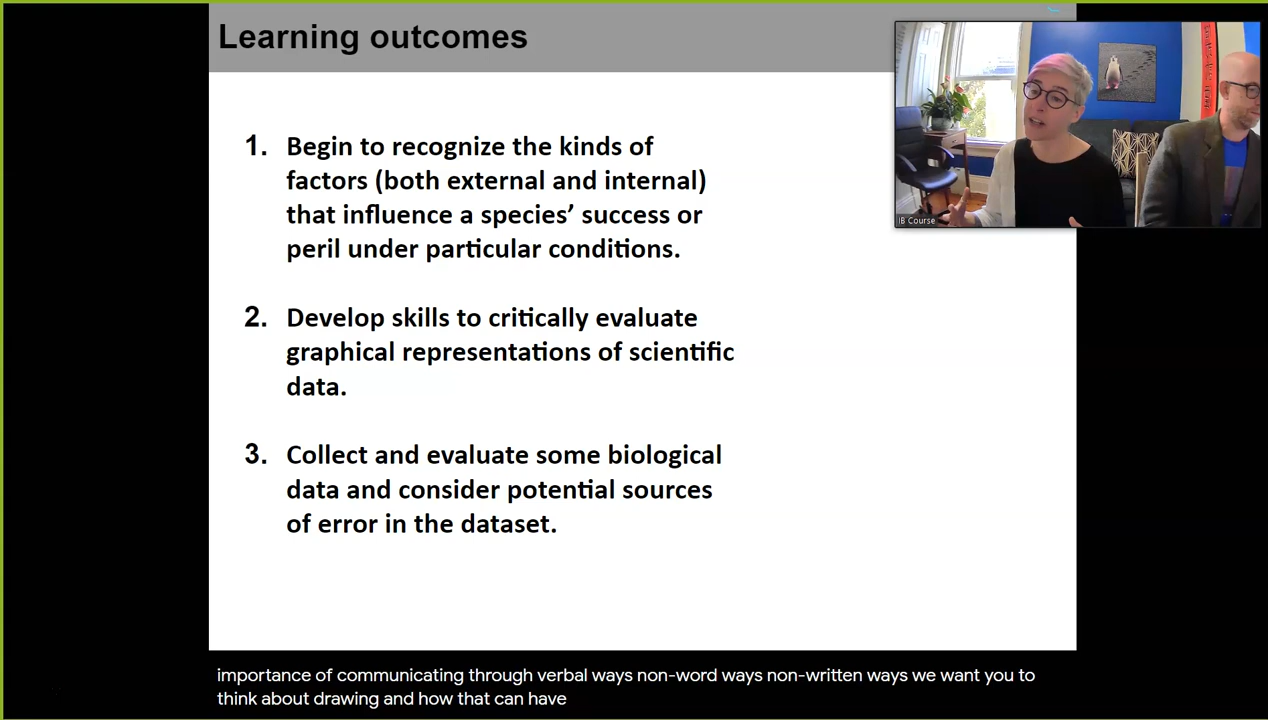 Learning outcomes
1. Begin to recognize the kinds of
factors (both external and internal)
that influence a species’ success or
peril under particular conditions.
2. Develop skills to critically evaluate
graphical representations of scientific
data.
3. Collect and evaluate some biological
data and consider potential sources
of error in the dataset.
IB Course
importance of communicating through verbal ways non-word ways non-written ways we want you to
think about drawing and how that can have